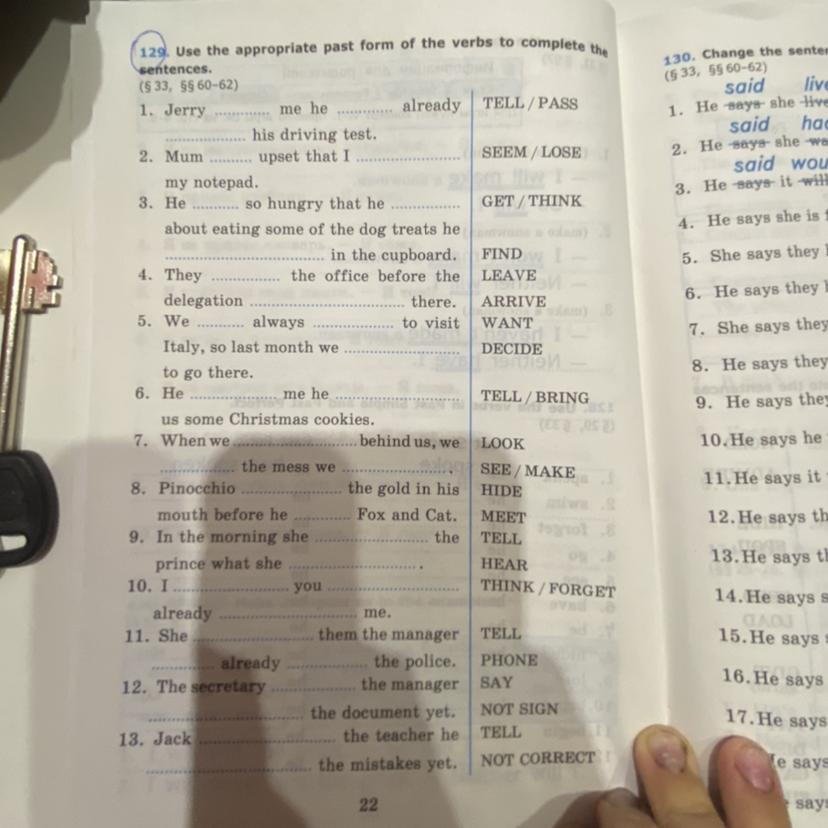 129. Use the appropriate past form of the verbs to complete the
sentences.
(§ 33, §§ 60–62)
1. Jerry ............ me he ............ already TELL / PASS
.................. his driving test.
2. Mum ......... upset that I ....................... SEEM / LOSE
my notepad.
3. He .......... so hungry that he ............... GET / THINK
about eating some of the dog treats he
................................... in the cupboard. FIND
4. They ............... the office before the LEAVE
delegation .................................. there. ARRIVE
5. We .......... always ................. to visit WANT
Italy, so last month we ......................... DECIDE
to go there.
6. He .................... me he ........................... TELL / BRING
us some Christmas cookies.
7. When we ........................... behind us, we LOOK
................ the mess we ........................ . SEE / MAKE
8. Pinocchio ...................... the gold in his HIDE
mouth before he ............ Fox and Cat. MEET
9. In the morning she ......................... the TELL
prince what she ............................ . HEAR
10. I ......................... you ............................. THINK / FORGET
already .............................. me.
11. She .......................... them the manager TELL
.............. already ................. the police. PHONE
12. The secretary .................. the manager SAY
.................................. the document yet. NOT SIGN
13. Jack .............................. the teacher he TELL
.................................... the mistakes yet. NOT CORRECT
22
130. Change the
(§ 33, §§ 60–62)
said
1. He says she
said
2. He says she
said
3. He says it will
4. He says she is
5. She says they
6. He says they
7. She says they
8. He says they
9. He says they
10. He says he
11. He says it
12. He says
13. He says
14. He says
15. He says
16. He says
17. He says
says
says